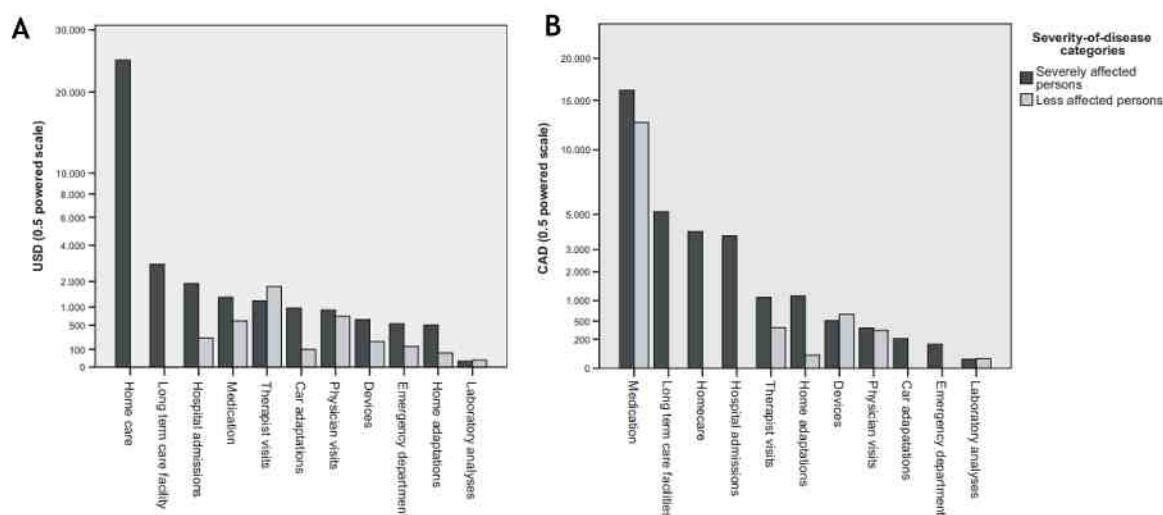 A
USD (0.5 powered scale)
30.000
20.000
10.000
8.000
6.000
4.000
2.000
1.000
500
100
0
Home care
Long term care facility
Hospital admissions
Medication
Therapist visits
Car adaptations
Physician visits
Devices
Emergency department
Home adaptations
Laboratory analyses
B
CAD (0.5 powered scale)
20.000
15.000
10.000
5.000
3.000
2.000
1.000
500
200
0
Medication
Long term care facilities
Homecare
Hospital admissions
Therapist visits
Home adaptations
Devices
Physician visits
Car adapatations
Emergency department
Laboratory analyses
Severity-of-disease
categories
Severely affected
persons
Less affected persons